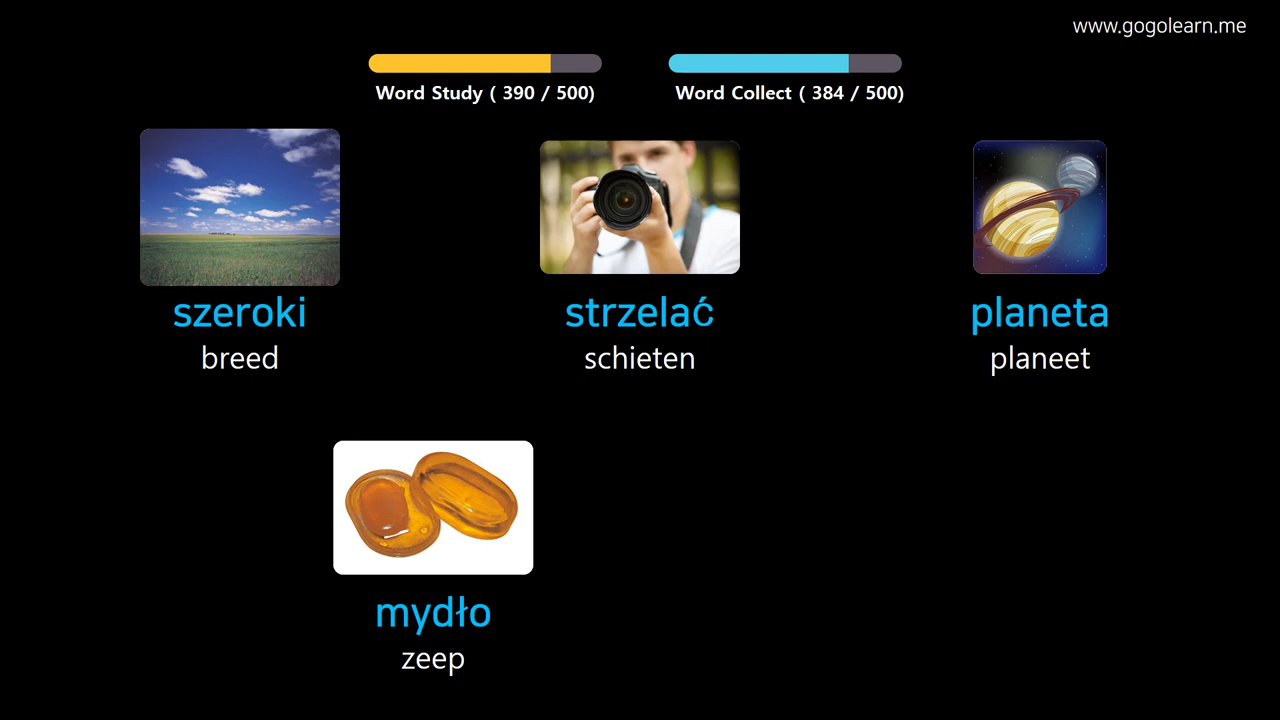 www.gogolearn.me
Word Study ( 390 / 500)
Word Collect ( 384 / 500)
szeroki
breed
strzelać
schieten
planeta
planeet
mydło
zeep